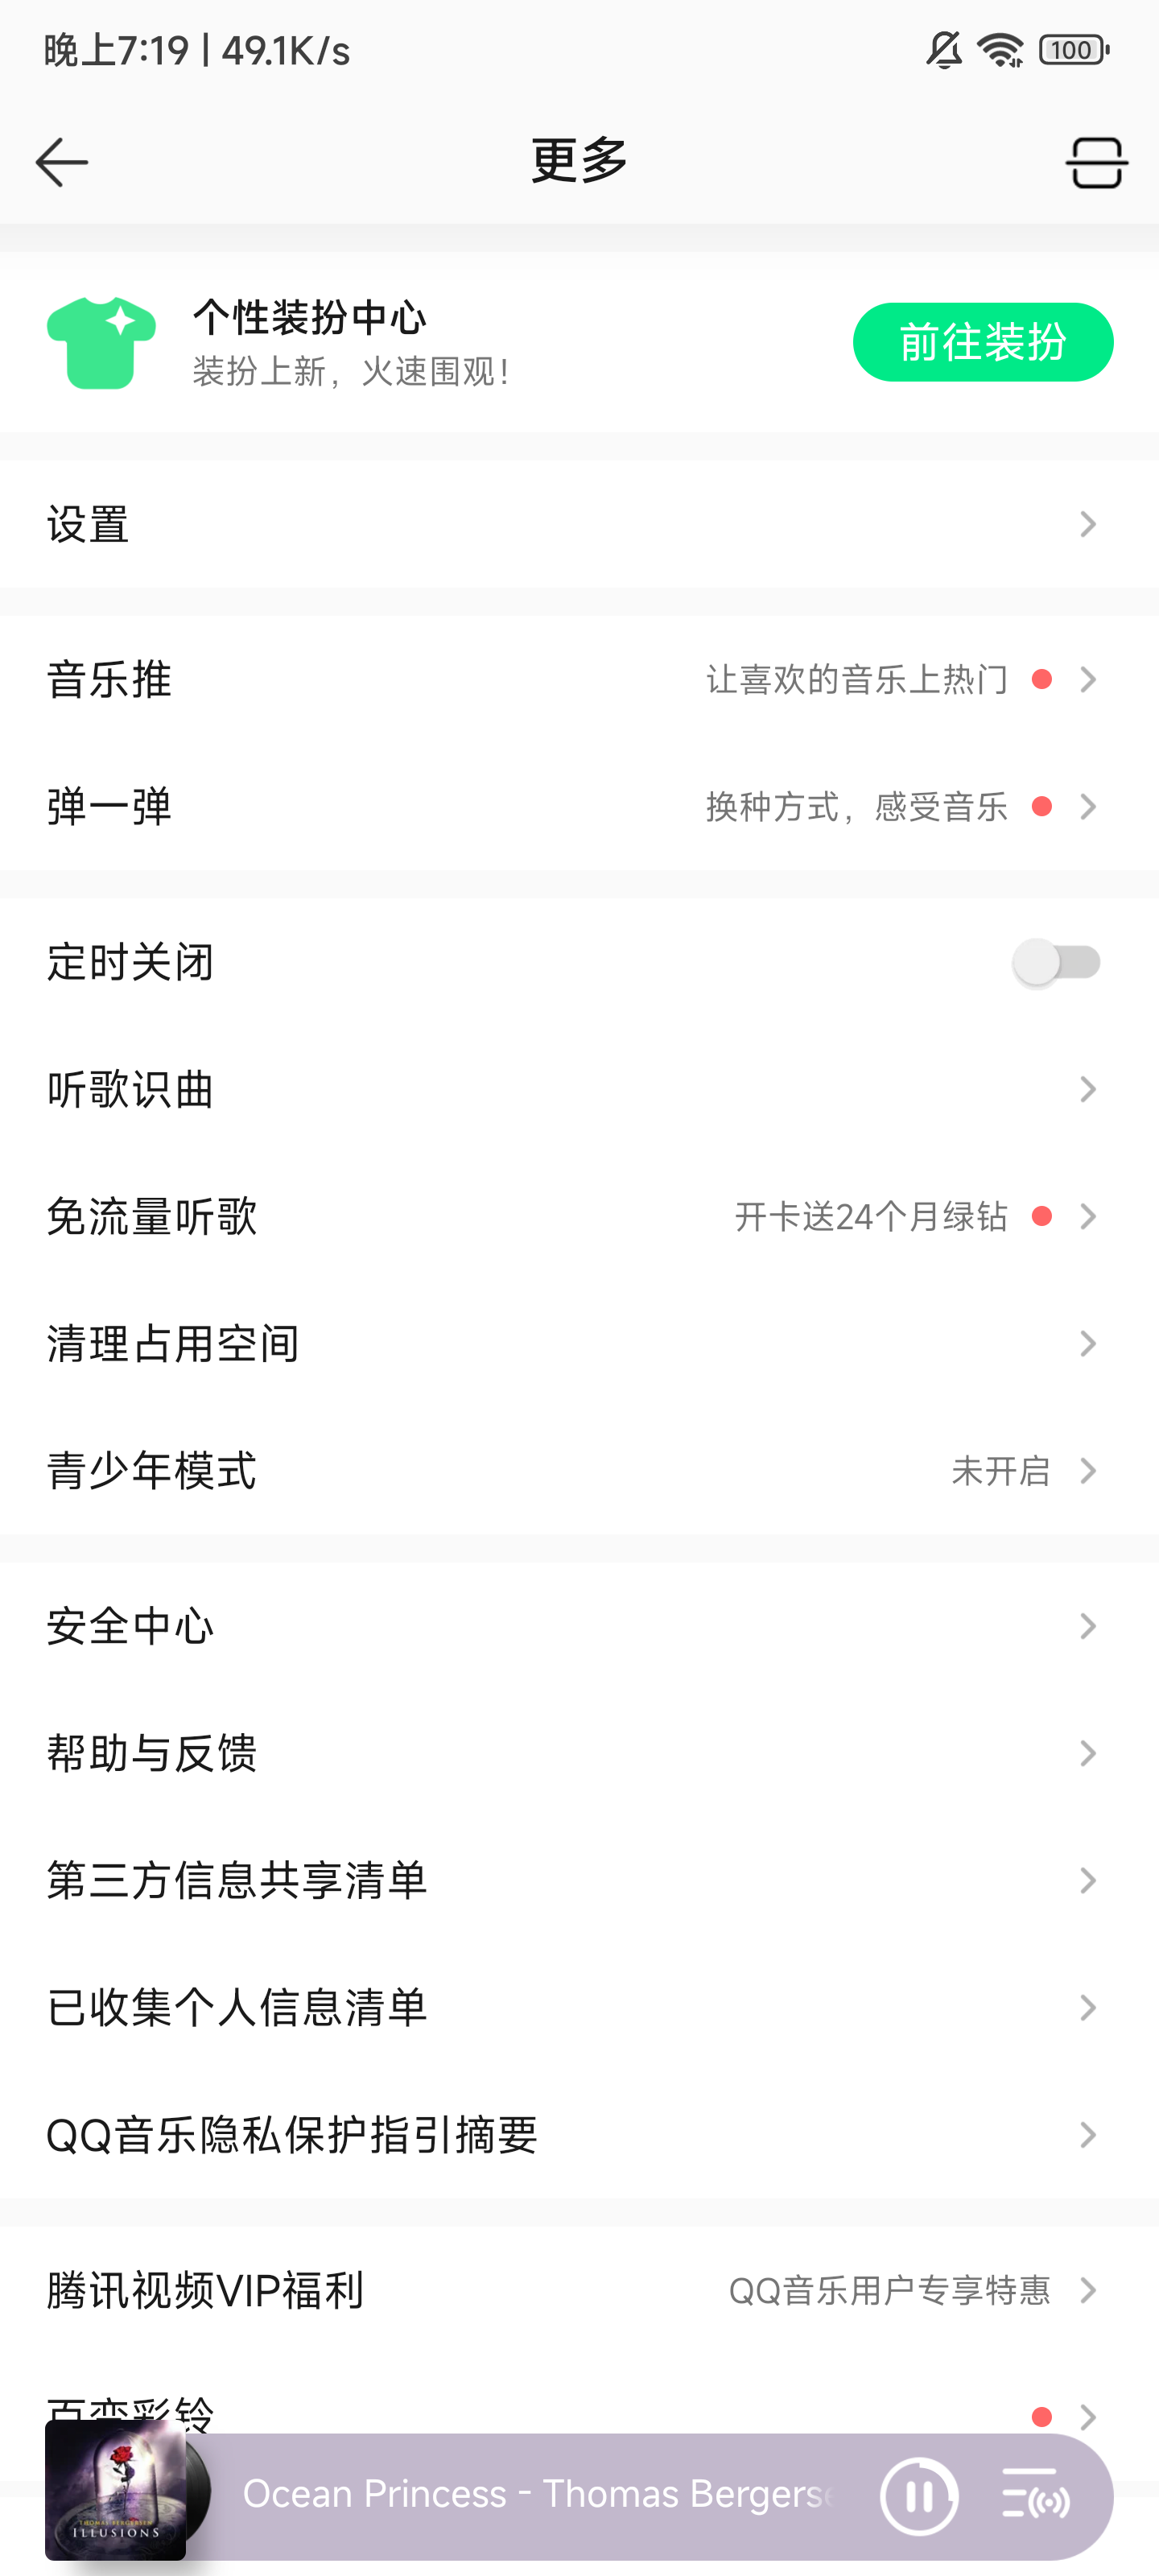 晚上7:19 | 49.1K/s
100
更多
个性装扮中心
装扮上新，火速围观！
前往装扮
设置
音乐推
让喜欢的音乐上热门
弹一弹
换种方式，感受音乐
定时关闭
听歌识曲
免流量听歌
开卡送24个月绿钻
清理占用空间
青少年模式
未开启
安全中心
帮助与反馈
第三方信息共享清单
已收集个人信息清单
QQ音乐隐私保护指引摘要
腾讯视频VIP福利
QQ音乐用户专享特惠
百变彩铃
Ocean Princess - Thomas Bergerse
THOMAS BERGERSEN
ILLUSIONS